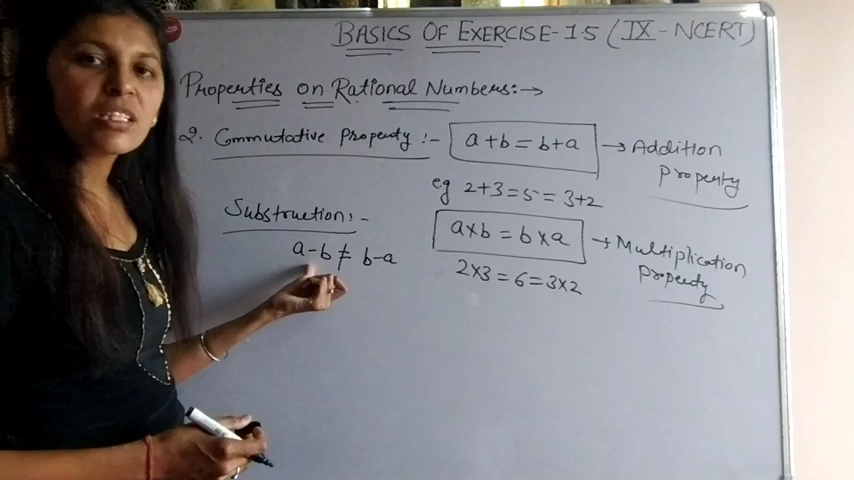 BASICS OF EXERCISE-1.5 (IX-NCERT)
Properties on Rational Numbers:-→
2. Commutative Property :- a+b=b+a → Addition Property
eg 2+3=5=3+2
a×b=b×a → Multiplication Property
2×3=6=3×2
Substruction:-
a-b≠b-a